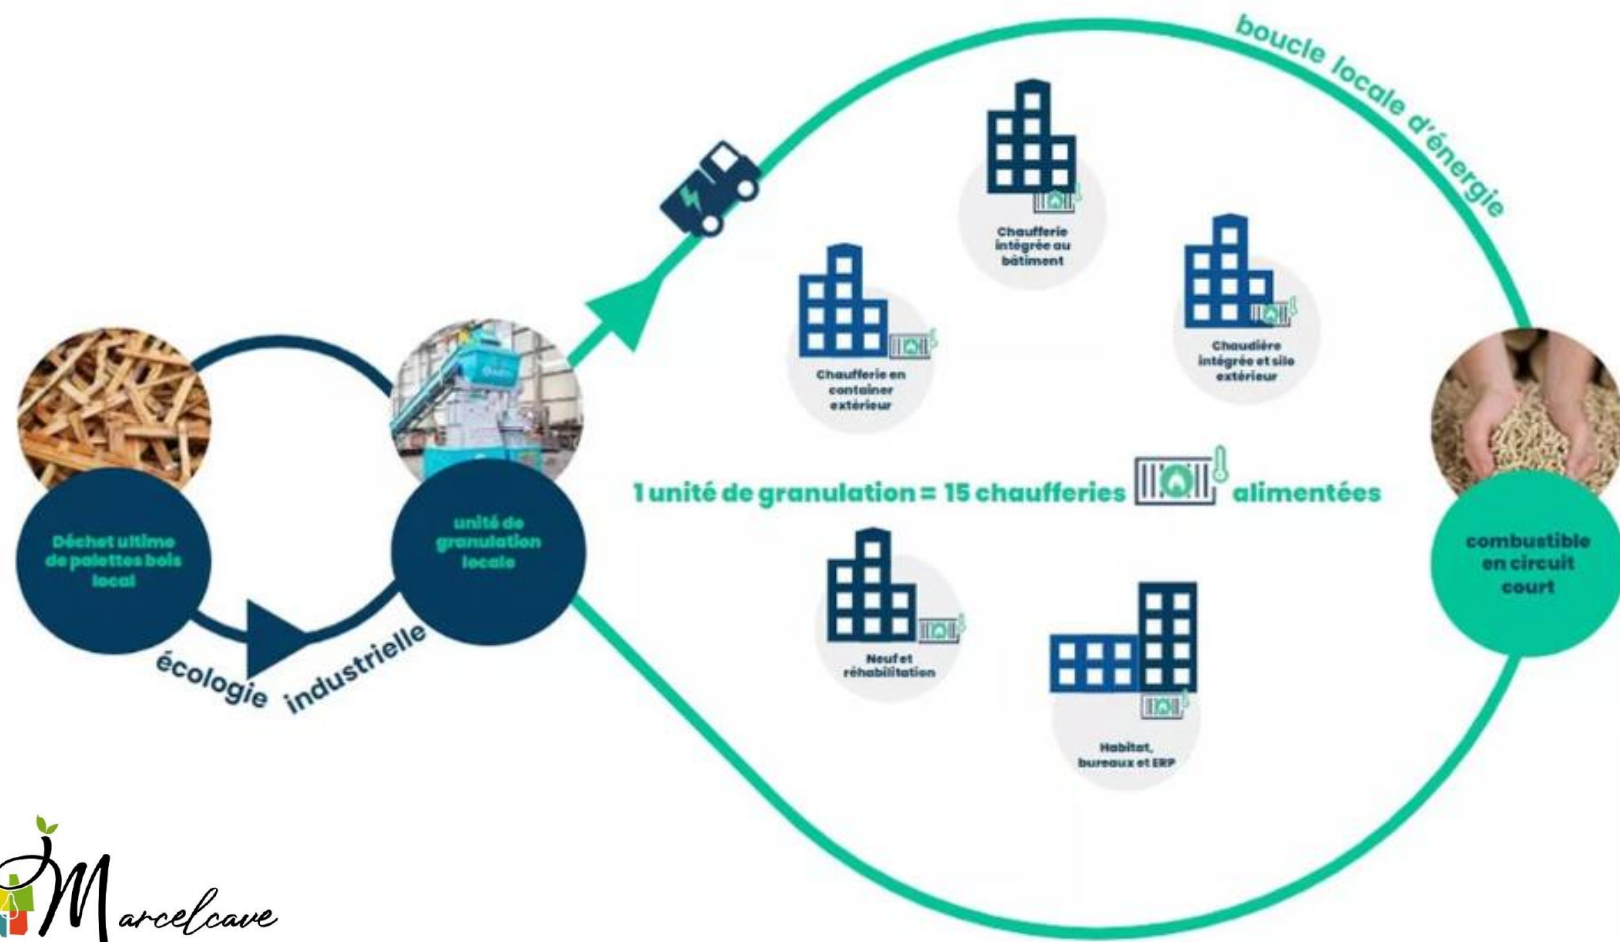 boucle locale d'énergie
Chaufferie
intégrée au
bâtiment
Chaufferie en
container
extérieur
Chaudière
intégrée et silo
extérieur
1 unité de granulation = 15 chaufferies alimentées
Déchet ultime
de palettes bois
local
unité de
granulation
locale
combustible
en circuit
court
écologie industrielle
Neuf et
réhabilitation
Habitat,
bureaux et ERP
Marcelcave